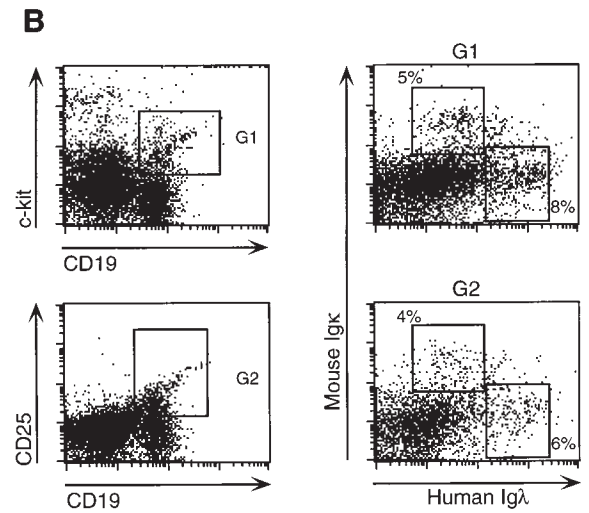 B
G1
5%
G1
8%
c-kit
CD19
G2
4%
G2
6%
CD25
CD19
Mouse Igκ
Human Igλ